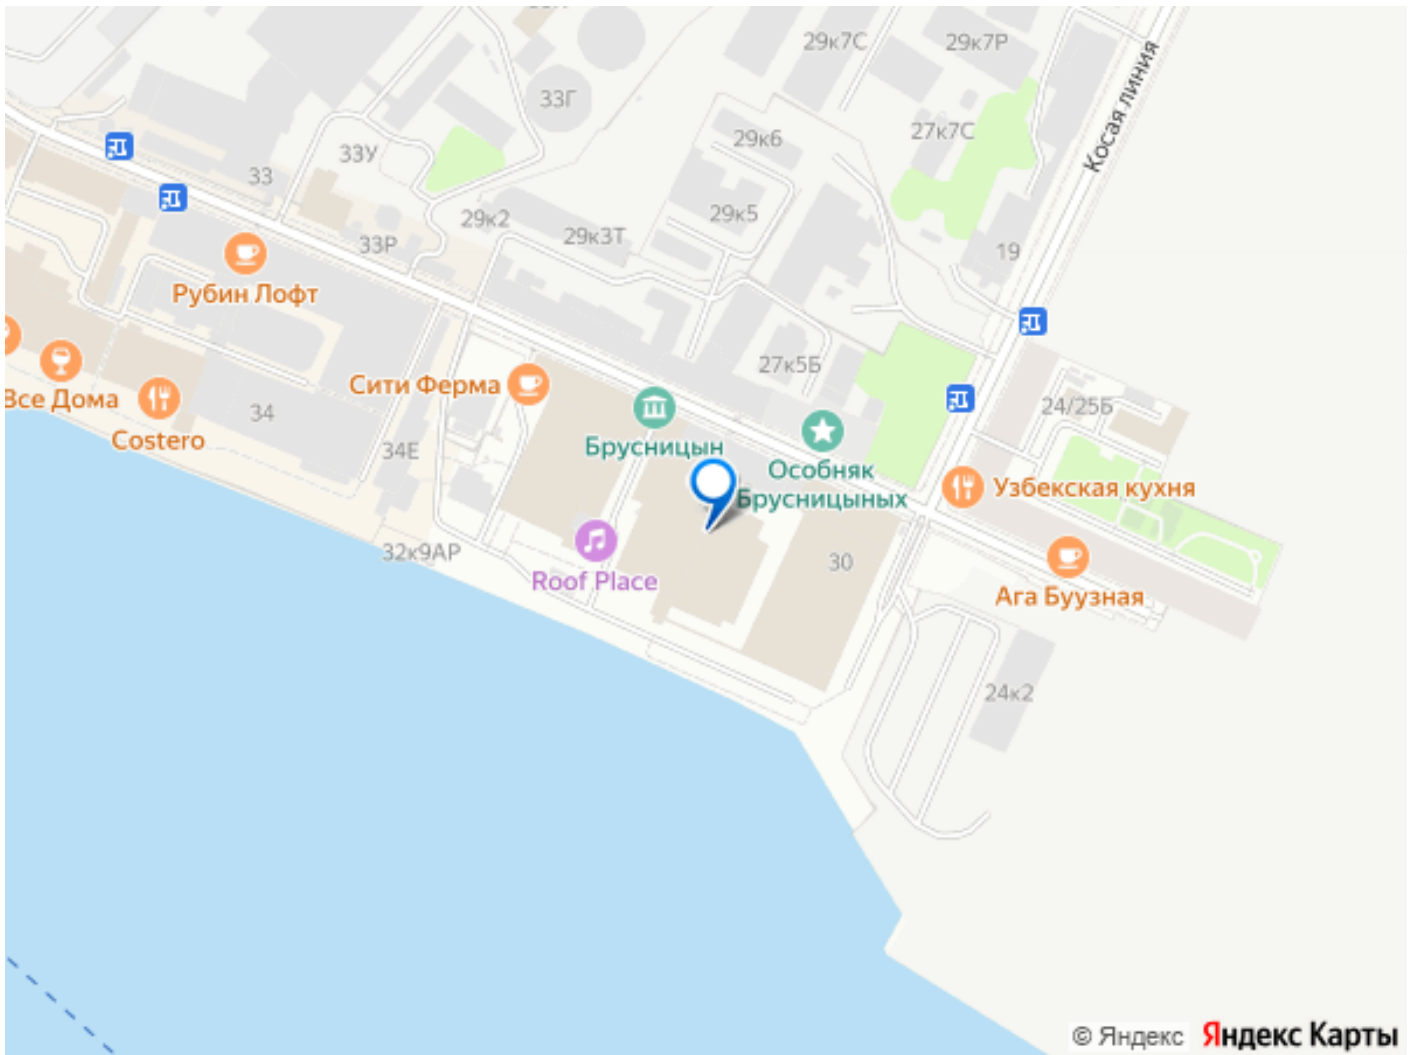 29к7С
29к7Р
Косая линия
33Г
29к6
27к7С
33У
33
29к5
29к2
29к3Т
33Р
19
Рубин Лофт
27к5Б
Сити Ферма
Все Дома
Costero
34
34Е
24/25Б
Брусницын
Особняк
Брусницыных
Узбекская кухня
32к9АР
Roof Place
30
Ага Буузная
24к2
© Яндекс
Яндекс Карты